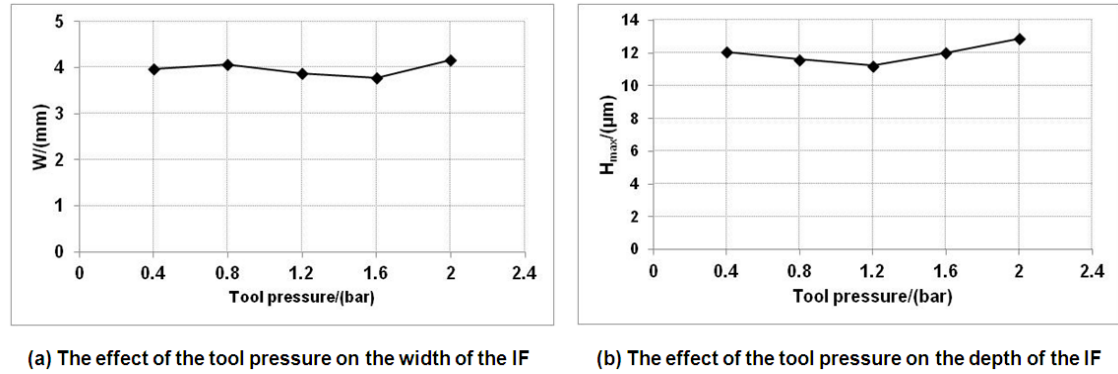 5
4
3
2
1
0
W/(mm)
0 0.4 0.8 1.2 1.6 2 2.4
Tool pressure/(bar)
(a) The effect of the tool pressure on the width of the IF
14
12
10
8
6
4
2
0
Hmax/(μm)
0 0.4 0.8 1.2 1.6 2 2.4
Tool pressure/(bar)
(b) The effect of the tool pressure on the depth of the IF